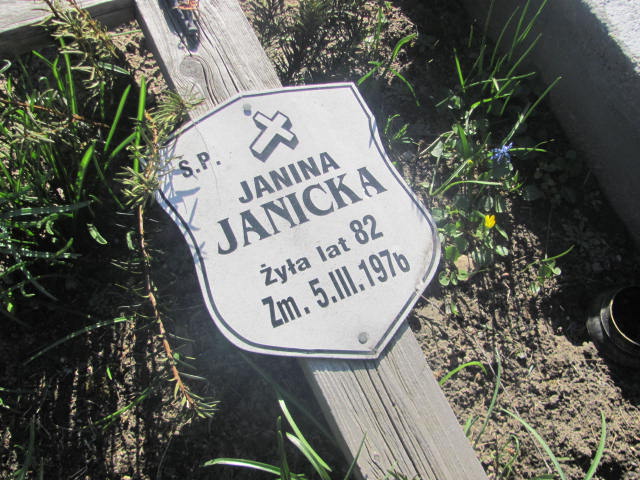 Ś.P.
JANINA
JANICKA
Żyła lat 82
Zm. 5.III.1976